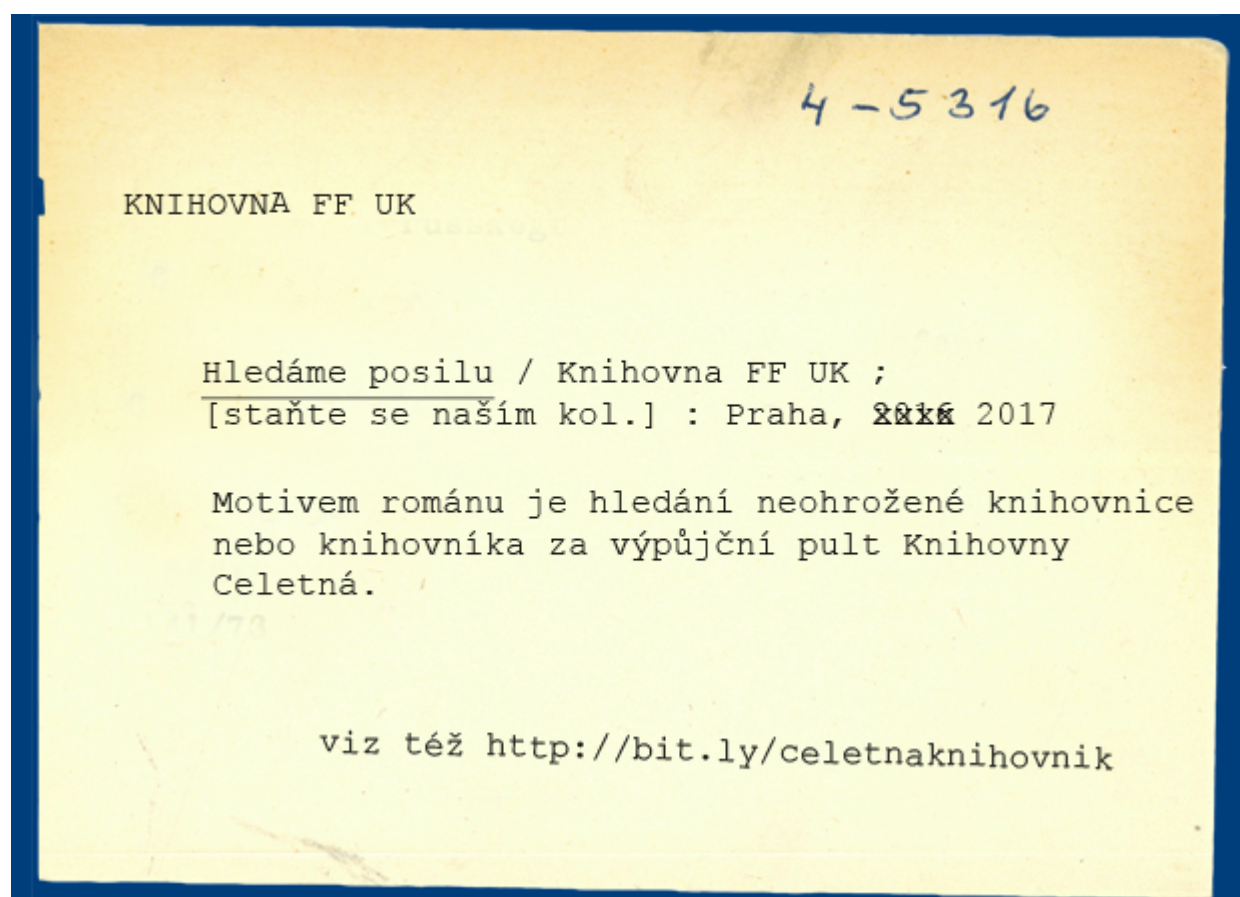 4-5316
KNIHOVNA FF UK
Hledáme posilu / Knihovna FF UK ;
[staňte se naším kol.] : Praha, 2016 2017
Motivem románu je hledání neohrožené knihovnice
nebo knihovníka za výpůjční pult Knihovny
Celetná.
viz též http://bit.ly/celetnaknihovnik